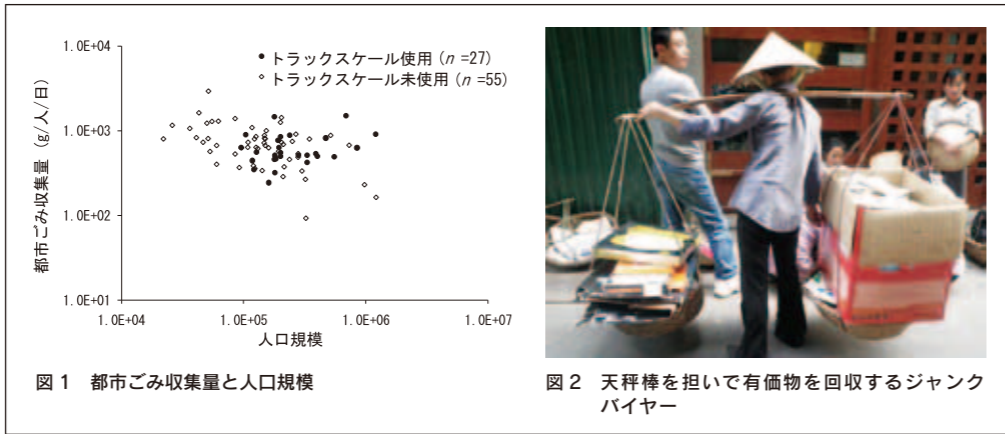 1.0E+04
1.0E+03
1.0E+02
1.0E+01
都市ごみ収集量 (g/人/日)
● トラックスケール使用 (n =27)
◇ トラックスケール未使用 (n =55)
1.0E+04 1.0E+05 1.0E+06 1.0E+07
人口規模
図 1 都市ごみ収集量と人口規模
図 2 天秤棒を担いで有価物を回収するジャンク
バイヤー